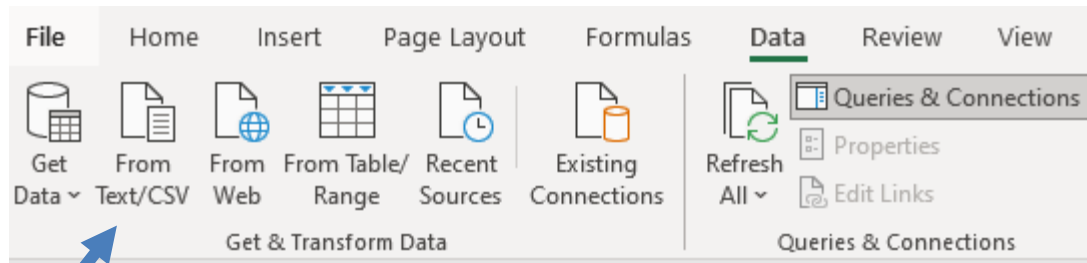 File Home Insert Page Layout Formulas Data Review View
Get Data
From Text/CSV
From Web
From Table/ Range
Recent Sources
Existing Connections
Refresh All
Queries & Connections
Properties
Edit Links
Get & Transform Data
Queries & Connections